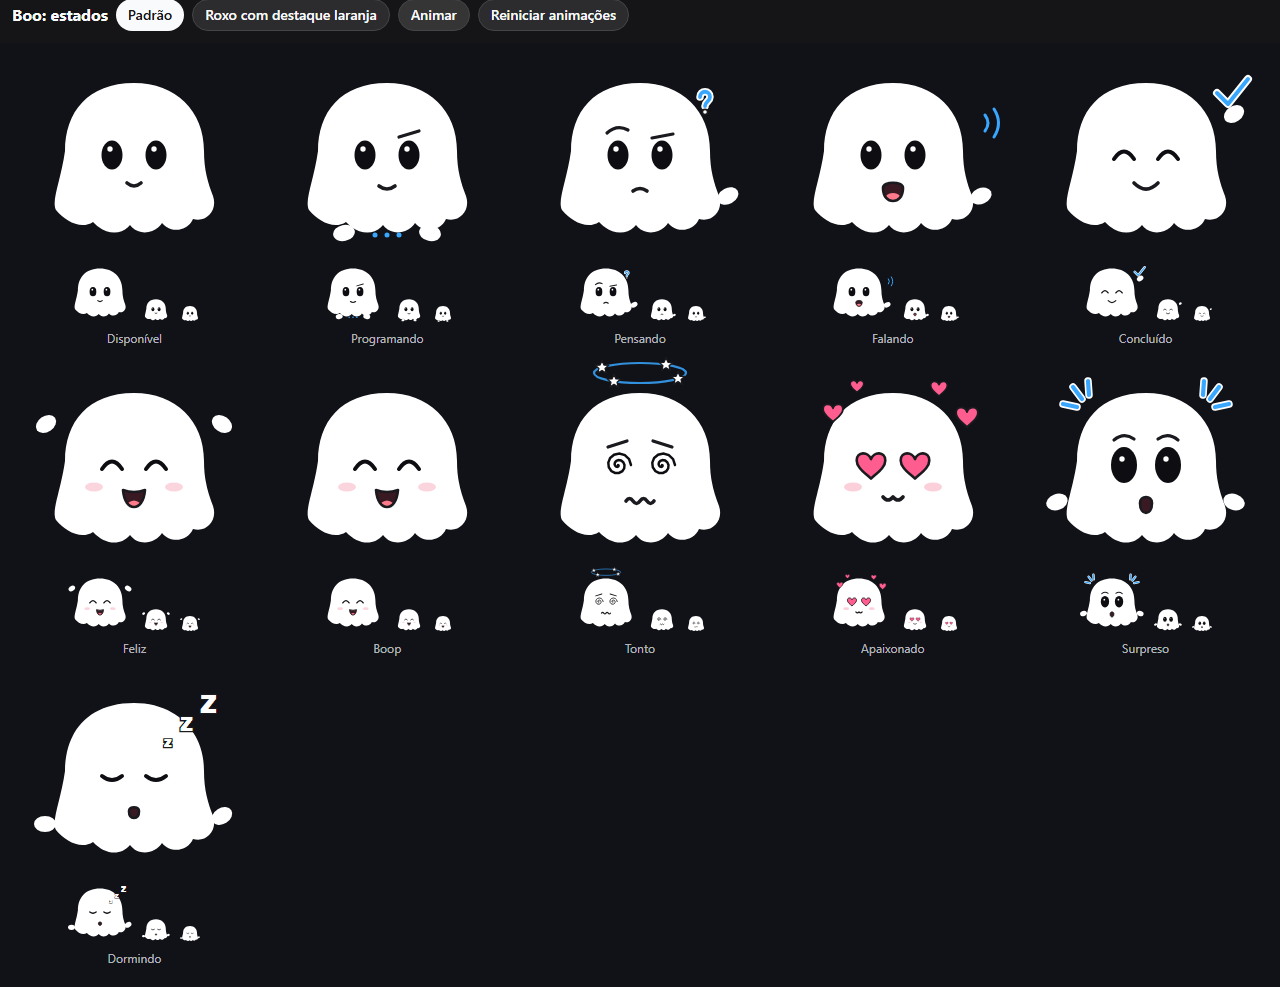 Boo: estados Padrão Roxo com destaque laranja Animar Reiniciar animações
?
?
Disponível Programando Pensando Falando Concluído
Feliz Boop Tonto Apaixonado Surpreso
z
z
z
z
z
z
Dormindo